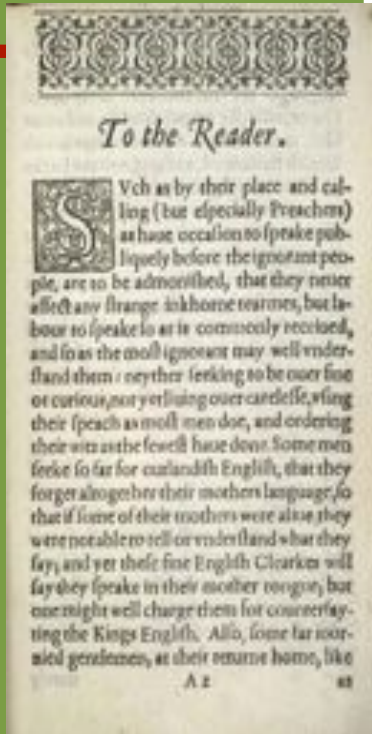 To the Reader.
SVch as by their place and cal-
ling (but eſpecially Preachers)
as haue occaſion to ſpeake pub-
liquely before the ignorant peo-
ple, are to be admoniſhed, that they neuer
affect any ſtrange inkhorne tearmes, but la-
bour to ſpeake ſo as is commonly receiued,
and ſo as the moſt ignorant may well vnder-
ſtand them: neyther ſeeking to be ouer fine
or curious, nor yet liuing ouer careleſſe, vſing
their ſpeach as moſt men doe, and ordering
their wits as the feweſt haue done. Some men
ſeeke ſo far for outlandiſh Engliſh, that they
forget altogether their mothers language, ſo
that if ſome of their mothers were aliue, they
were not able to tell or vnderſtand what they
ſay, and yet theſe fine Engliſh Clearkes will
ſay they ſpeake in their mother tongue; but
one might well charge them for counterfay-
ting the Kings Engliſh. Alſo, ſome far iour-
nied gentlemen, at their returne home, like
A2
as